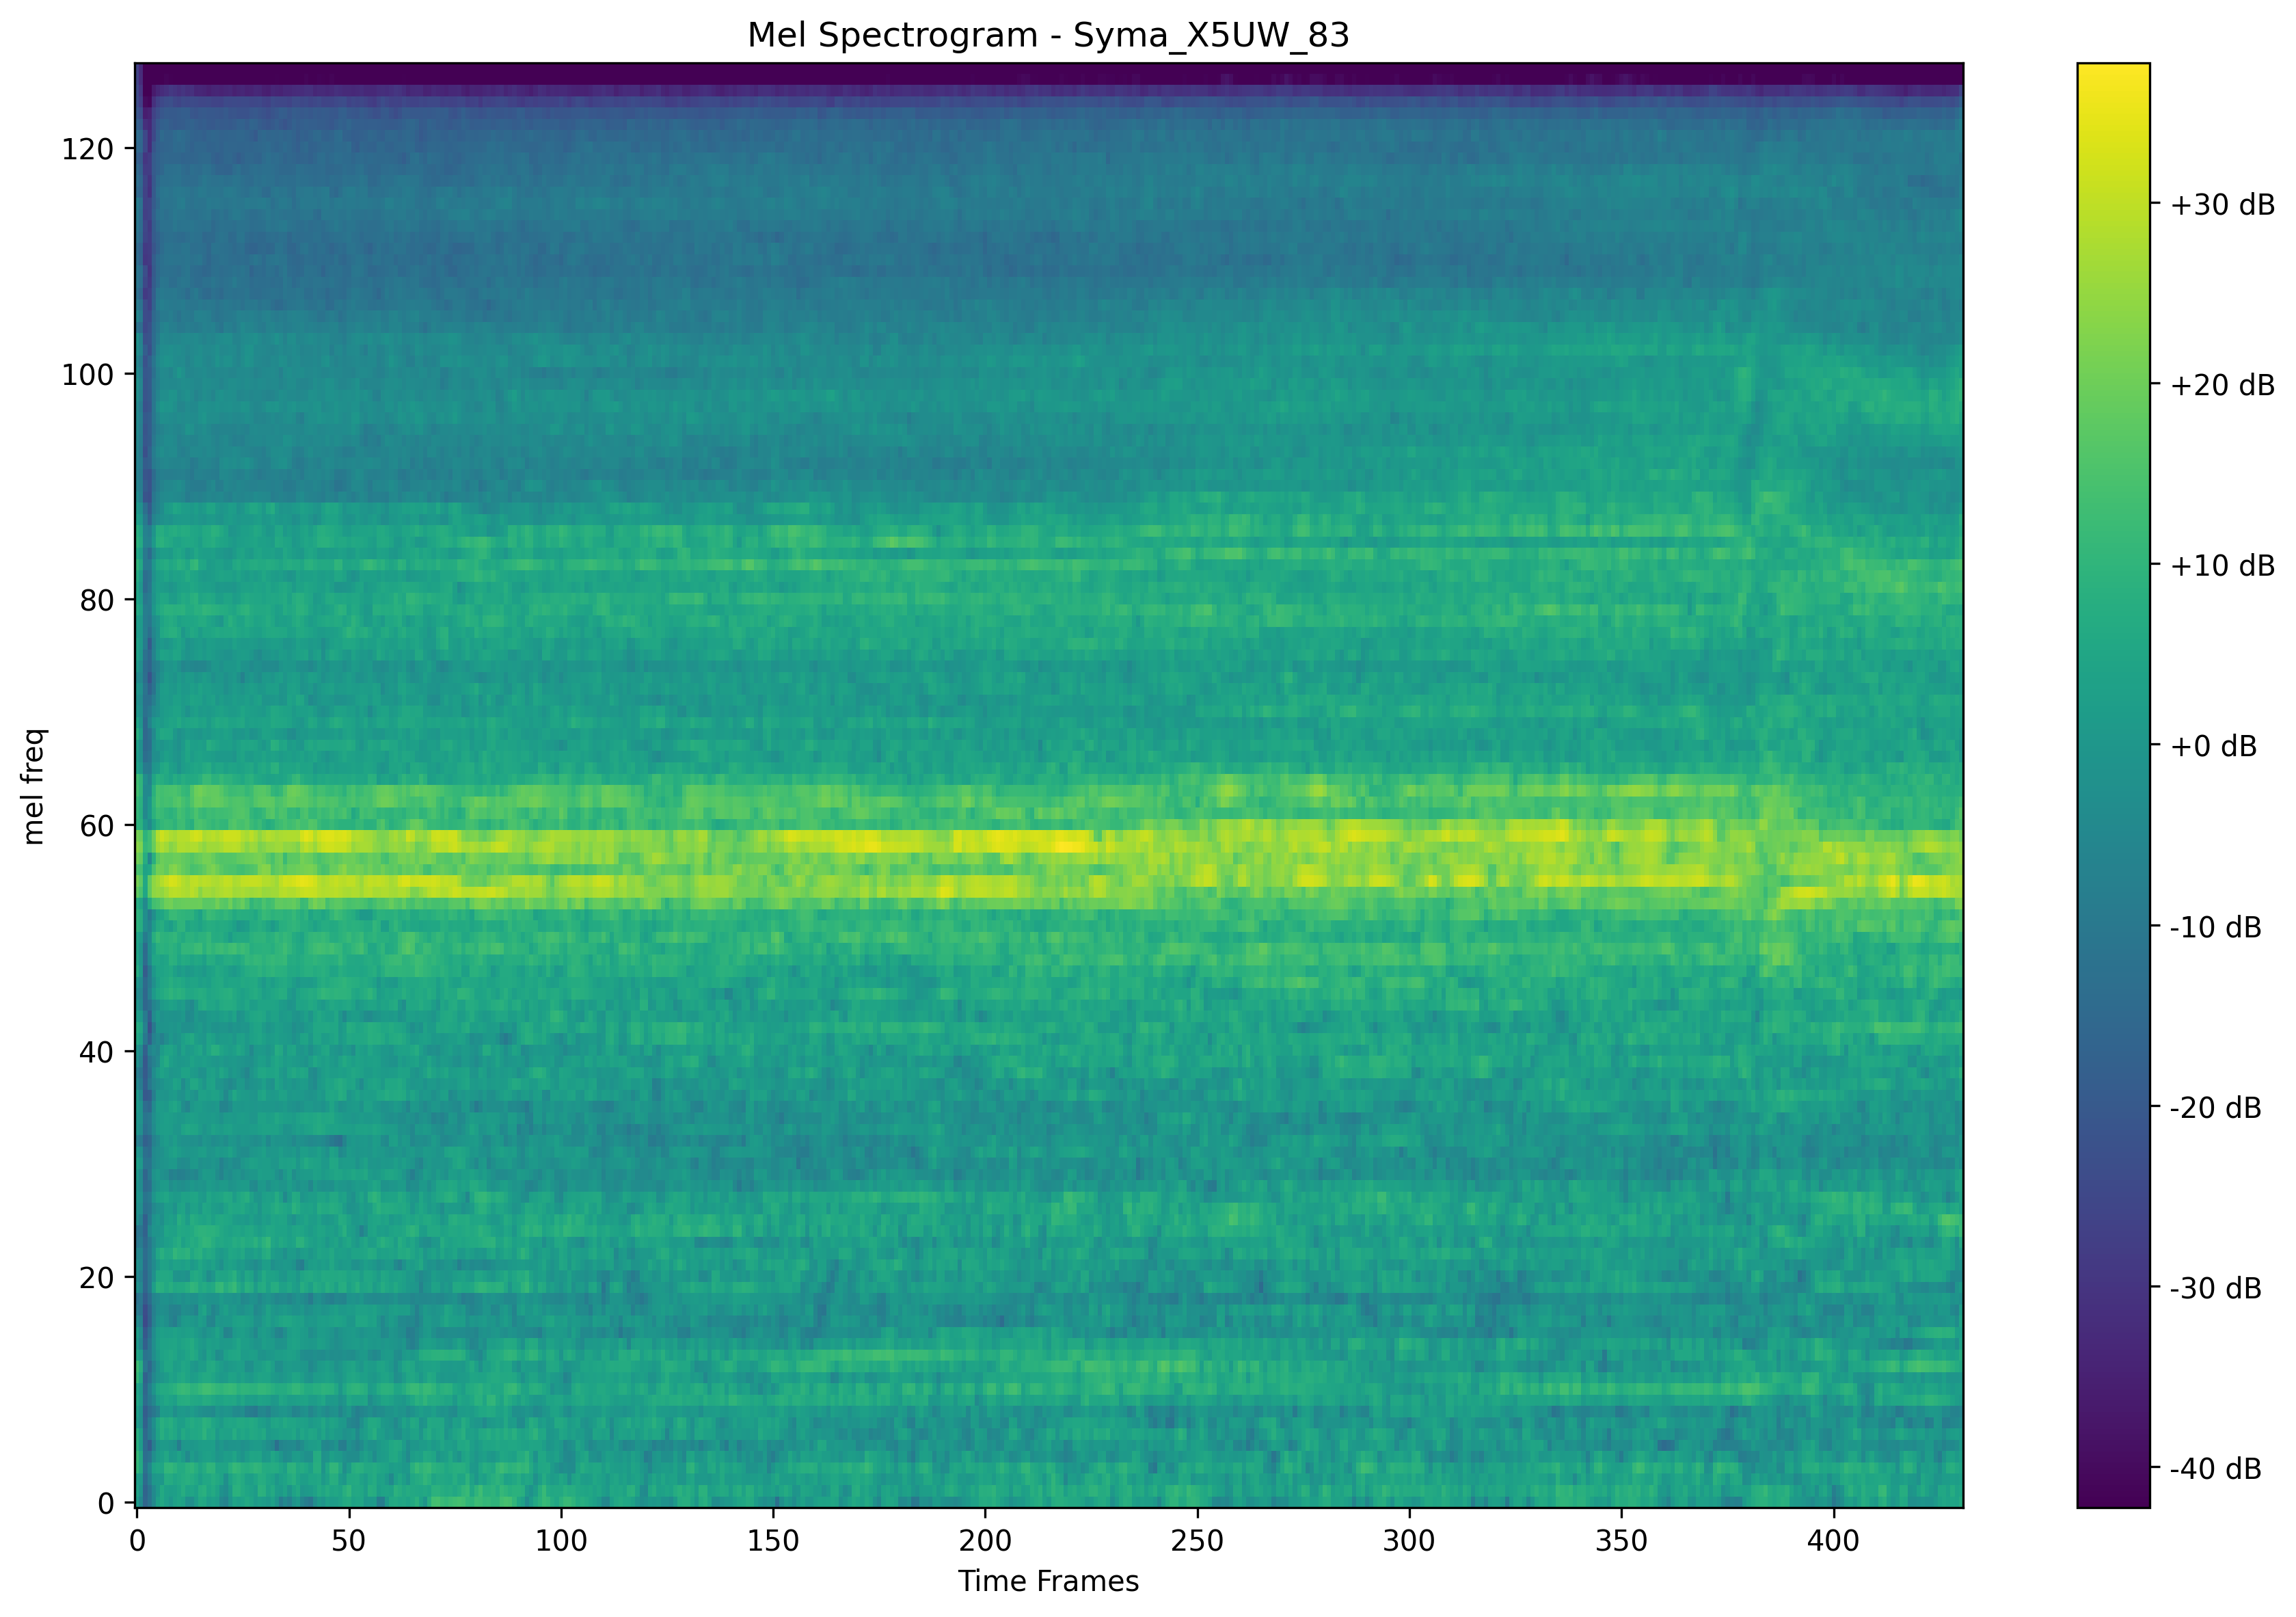 Mel Spectrogram - Syma_X5UW_83
mel freq
120
100
80
60
40
20
0
0 50 100 150 200 250 300 350 400
Time Frames
+30 dB
+20 dB
+10 dB
+0 dB
-10 dB
-20 dB
-30 dB
-40 dB